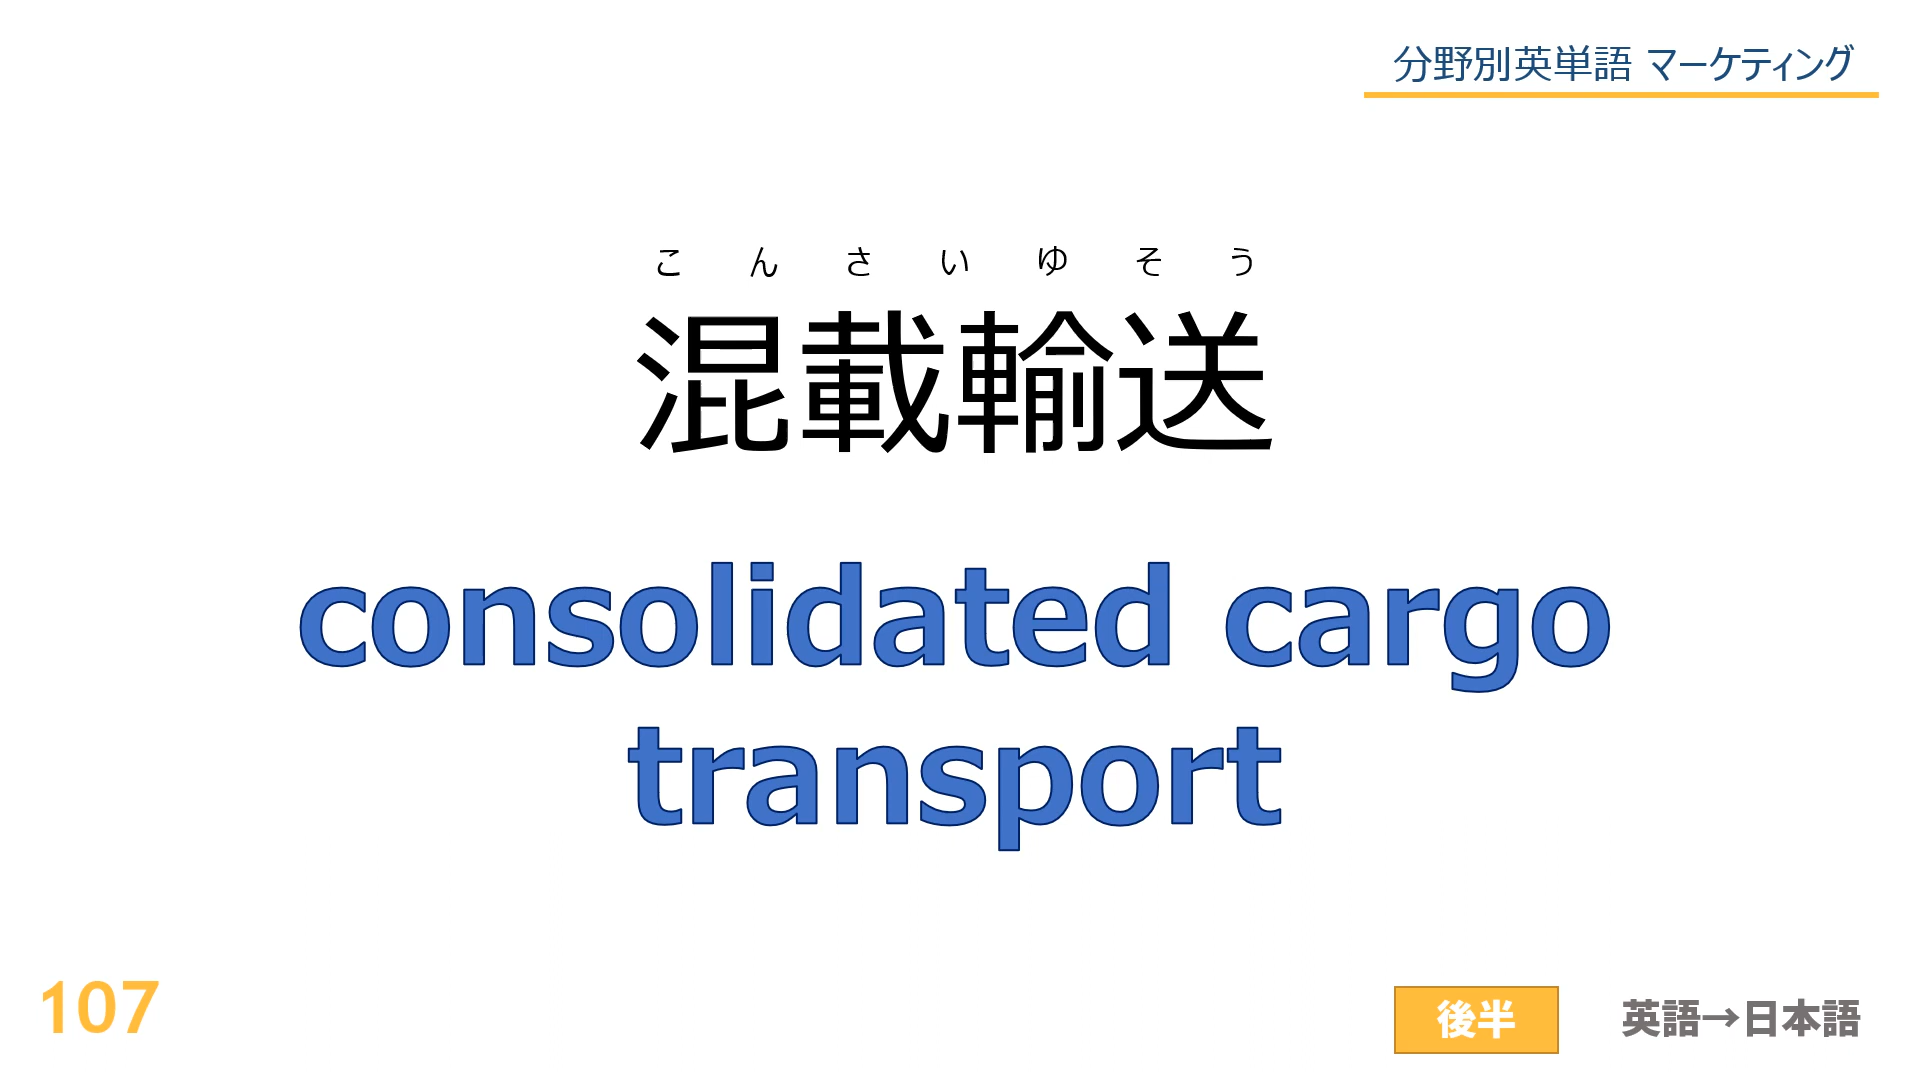 分野別英単語 マーケティング
こんさいゆそう
混載輸送
consolidated cargo
transport
107
後半
英語→日本語